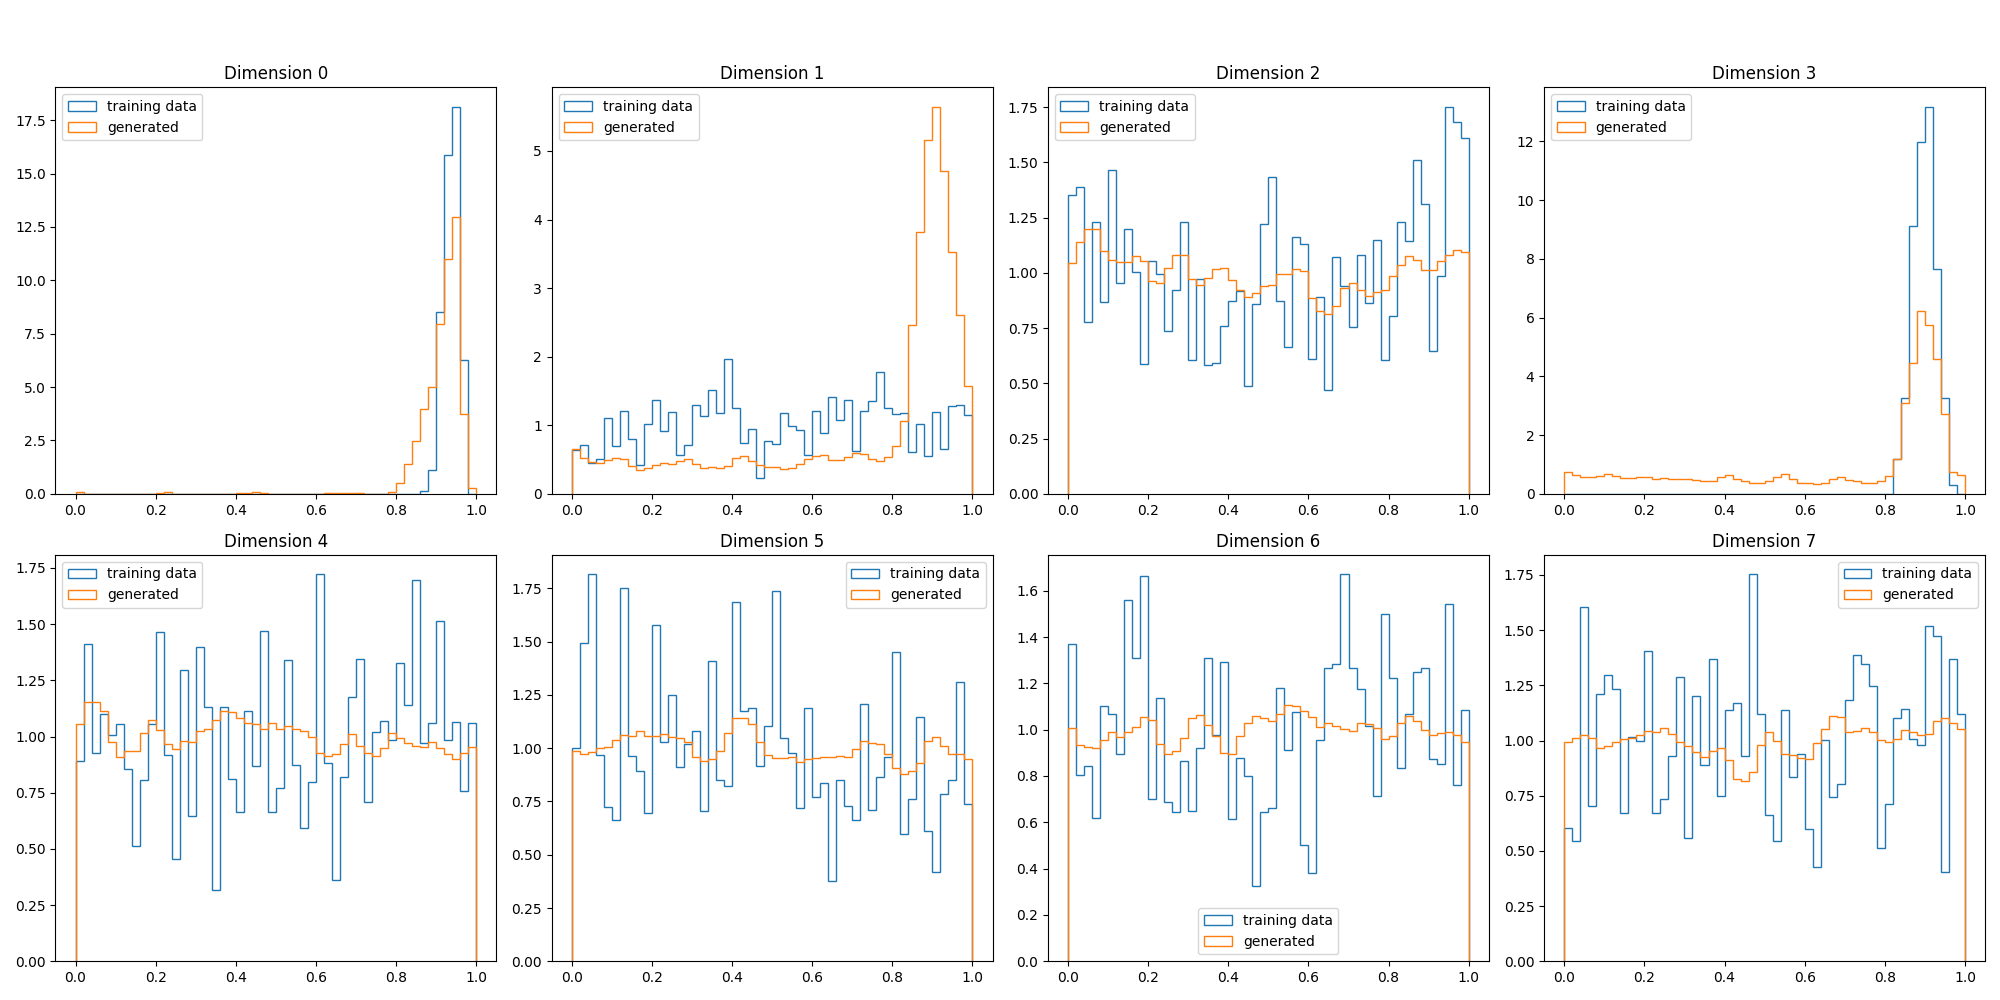 Dimension 0
training data
generated
17.5
15.0
12.5
10.0
7.5
5.0
2.5
0.0
0.0 0.2 0.4 0.6 0.8 1.0
Dimension 1
training data
generated
5
4
3
2
1
0
0.0 0.2 0.4 0.6 0.8 1.0
Dimension 2
training data
generated
1.75
1.50
1.25
1.00
0.75
0.50
0.25
0.00
0.0 0.2 0.4 0.6 0.8 1.0
Dimension 3
training data
generated
12
10
8
6
4
2
0
0.0 0.2 0.4 0.6 0.8 1.0
Dimension 4
training data
generated
1.75
1.50
1.25
1.00
0.75
0.50
0.25
0.00
0.0 0.2 0.4 0.6 0.8 1.0
Dimension 5
training data
generated
1.75
1.50
1.25
1.00
0.75
0.50
0.25
0.00
0.0 0.2 0.4 0.6 0.8 1.0
Dimension 6
1.6
1.4
1.2
1.0
0.8
0.6
0.4
0.2
0.0
training data
generated
0.0 0.2 0.4 0.6 0.8 1.0
Dimension 7
training data
generated
1.75
1.50
1.25
1.00
0.75
0.50
0.25
0.00
0.0 0.2 0.4 0.6 0.8 1.0